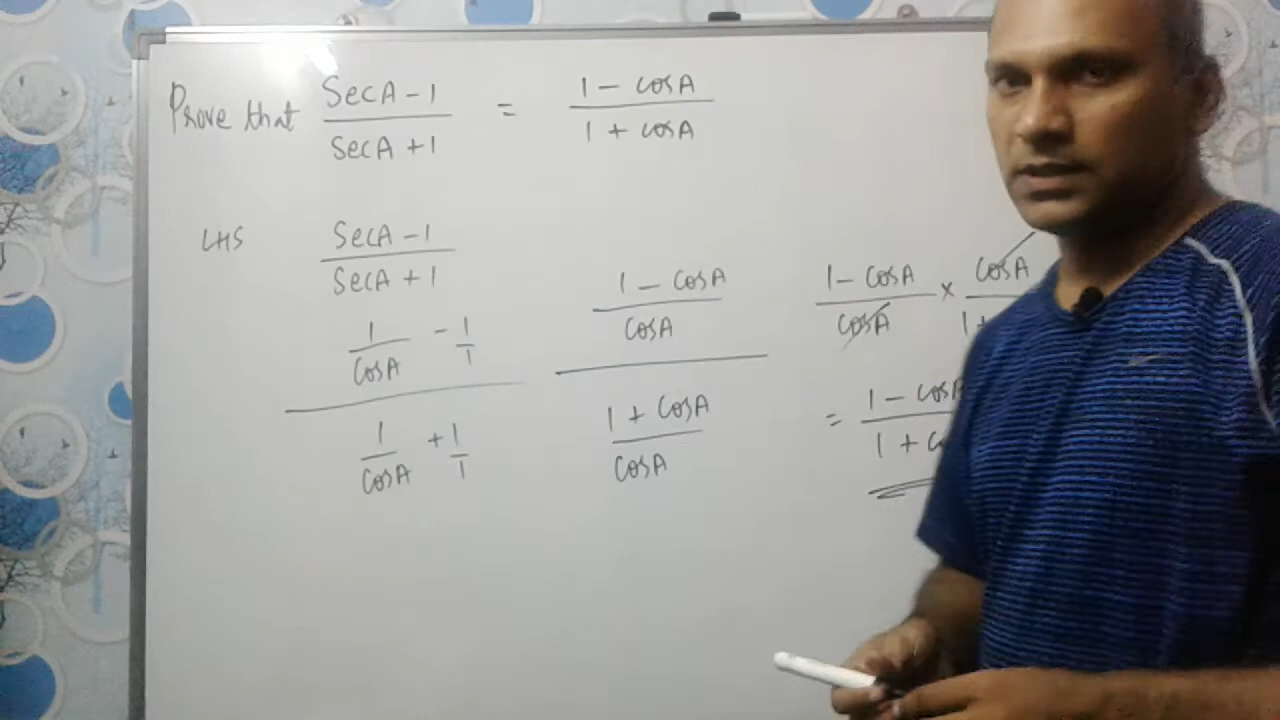 Prove that SecA - 1 / SecA + 1 = 1 - cosA / 1 + cosA
LHS SecA - 1 / SecA + 1
1/CosA - 1/1
1/CosA + 1/1
1 - CosA / CosA
1 + CosA / CosA
1 - CosA / CosA × CosA / 1 +
= 1 - CosA / 1 +